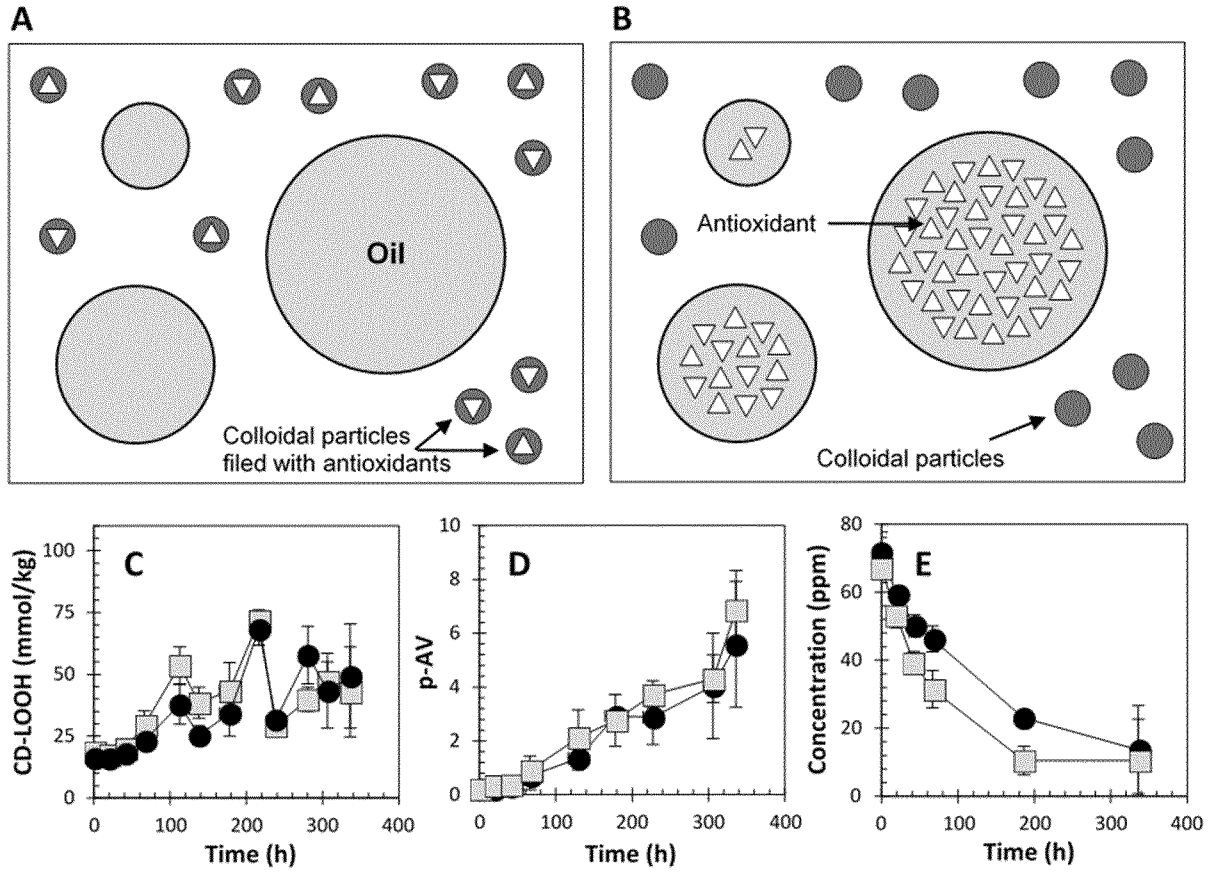 A
B
Oil
Antioxidant
Colloidal particles
filed with antioxidants
Colloidal particles
C
D
E
CD-LOOH (mmol/kg)
100
75
50
25
0
0 100 200 300 400
Time (h)
p-AV
10
8
6
4
2
0
0 100 200 300 400
Time (h)
Concentration (ppm)
80
60
40
20
0
0 100 200 300 400
Time (h)